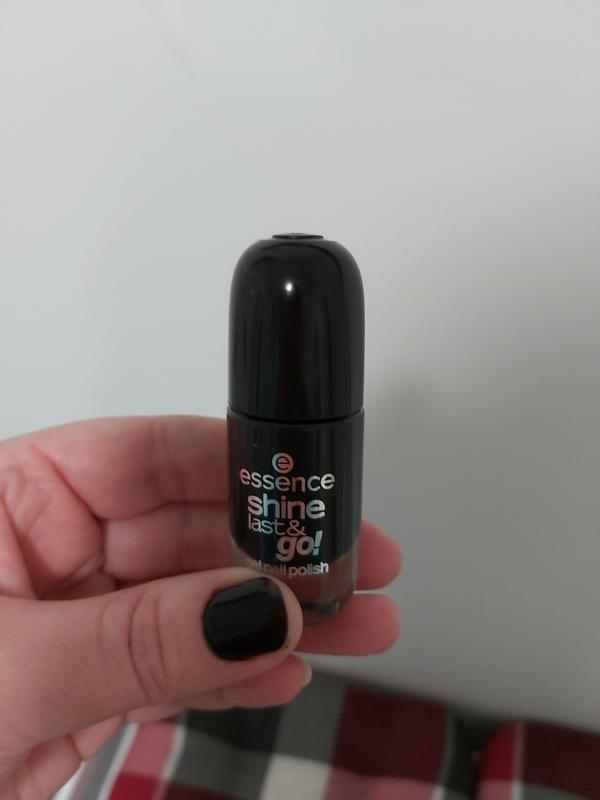 e
essence
shine
last&
go!
gel nail polish